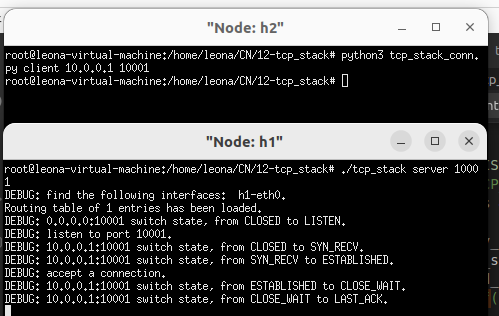 "Node: h2"
root@leona-virtual-machine:/home/leona/CN/12-tcp_stack# python3 tcp_stack_conn.
py client 10.0.0.1 10001
root@leona-virtual-machine:/home/leona/CN/12-tcp_stack#
"Node: h1"
root@leona-virtual-machine:/home/leona/CN/12-tcp_stack# ./tcp_stack server 1000
1
DEBUG: find the following interfaces:  h1-eth0.
Routing table of 1 entries has been loaded.
DEBUG: 0.0.0.0:10001 switch state, from CLOSED to LISTEN.
DEBUG: listen to port 10001.
DEBUG: 10.0.0.1:10001 switch state, from CLOSED to SYN_RECV.
DEBUG: 10.0.0.1:10001 switch state, from SYN_RECV to ESTABLISHED.
DEBUG: accept a connection.
DEBUG: 10.0.0.1:10001 switch state, from ESTABLISHED to CLOSE_WAIT.
DEBUG: 10.0.0.1:10001 switch state, from CLOSE_WAIT to LAST_ACK.